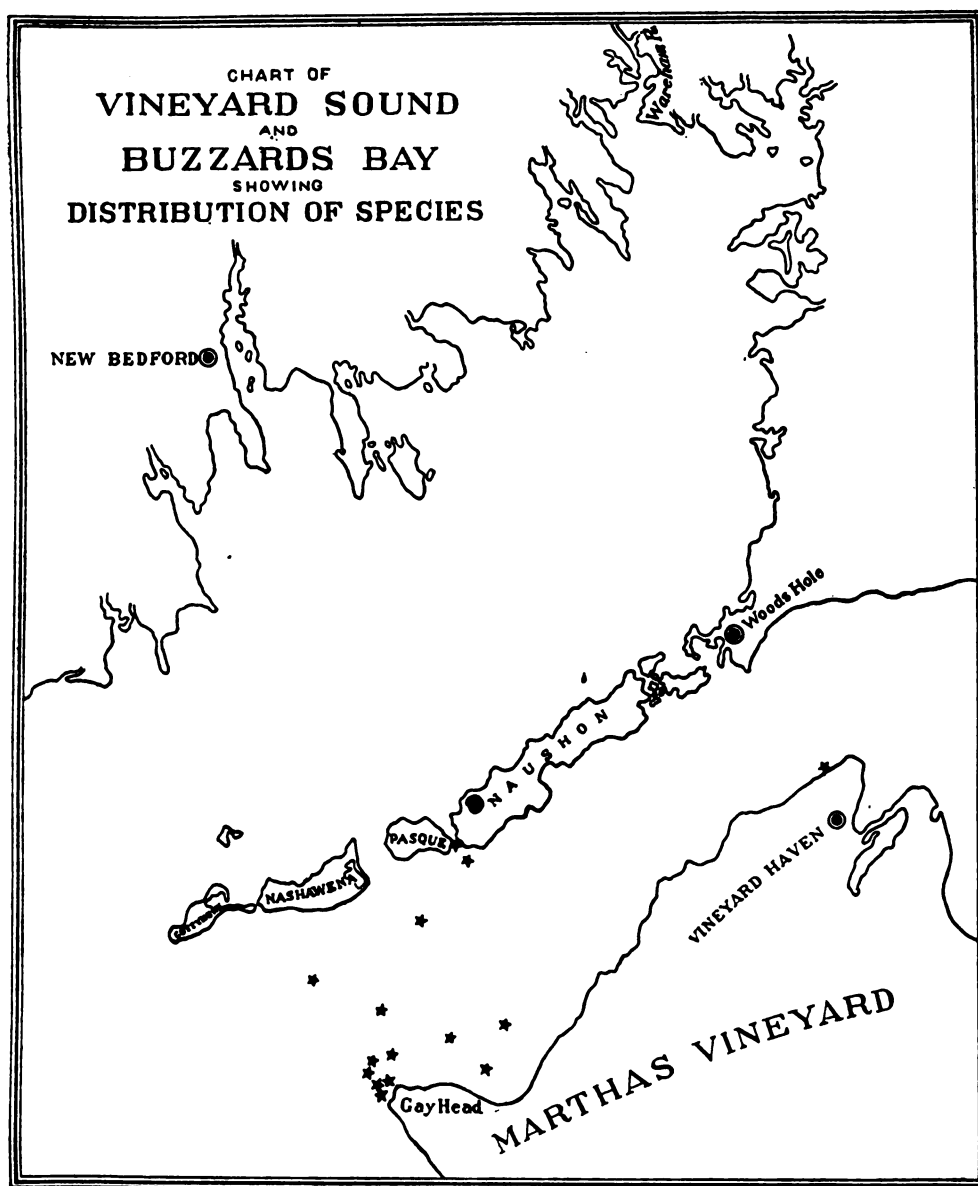 CHART OF
VINEYARD SOUND
AND
BUZZARDS BAY
SHOWING
DISTRIBUTION OF SPECIES
Wareham
NEW BEDFORD
Woods Hole
NAUSHON
PASQUE
NASHAWENA
VINEYARD HAVEN
MARTHAS VINEYARD
Gay Head